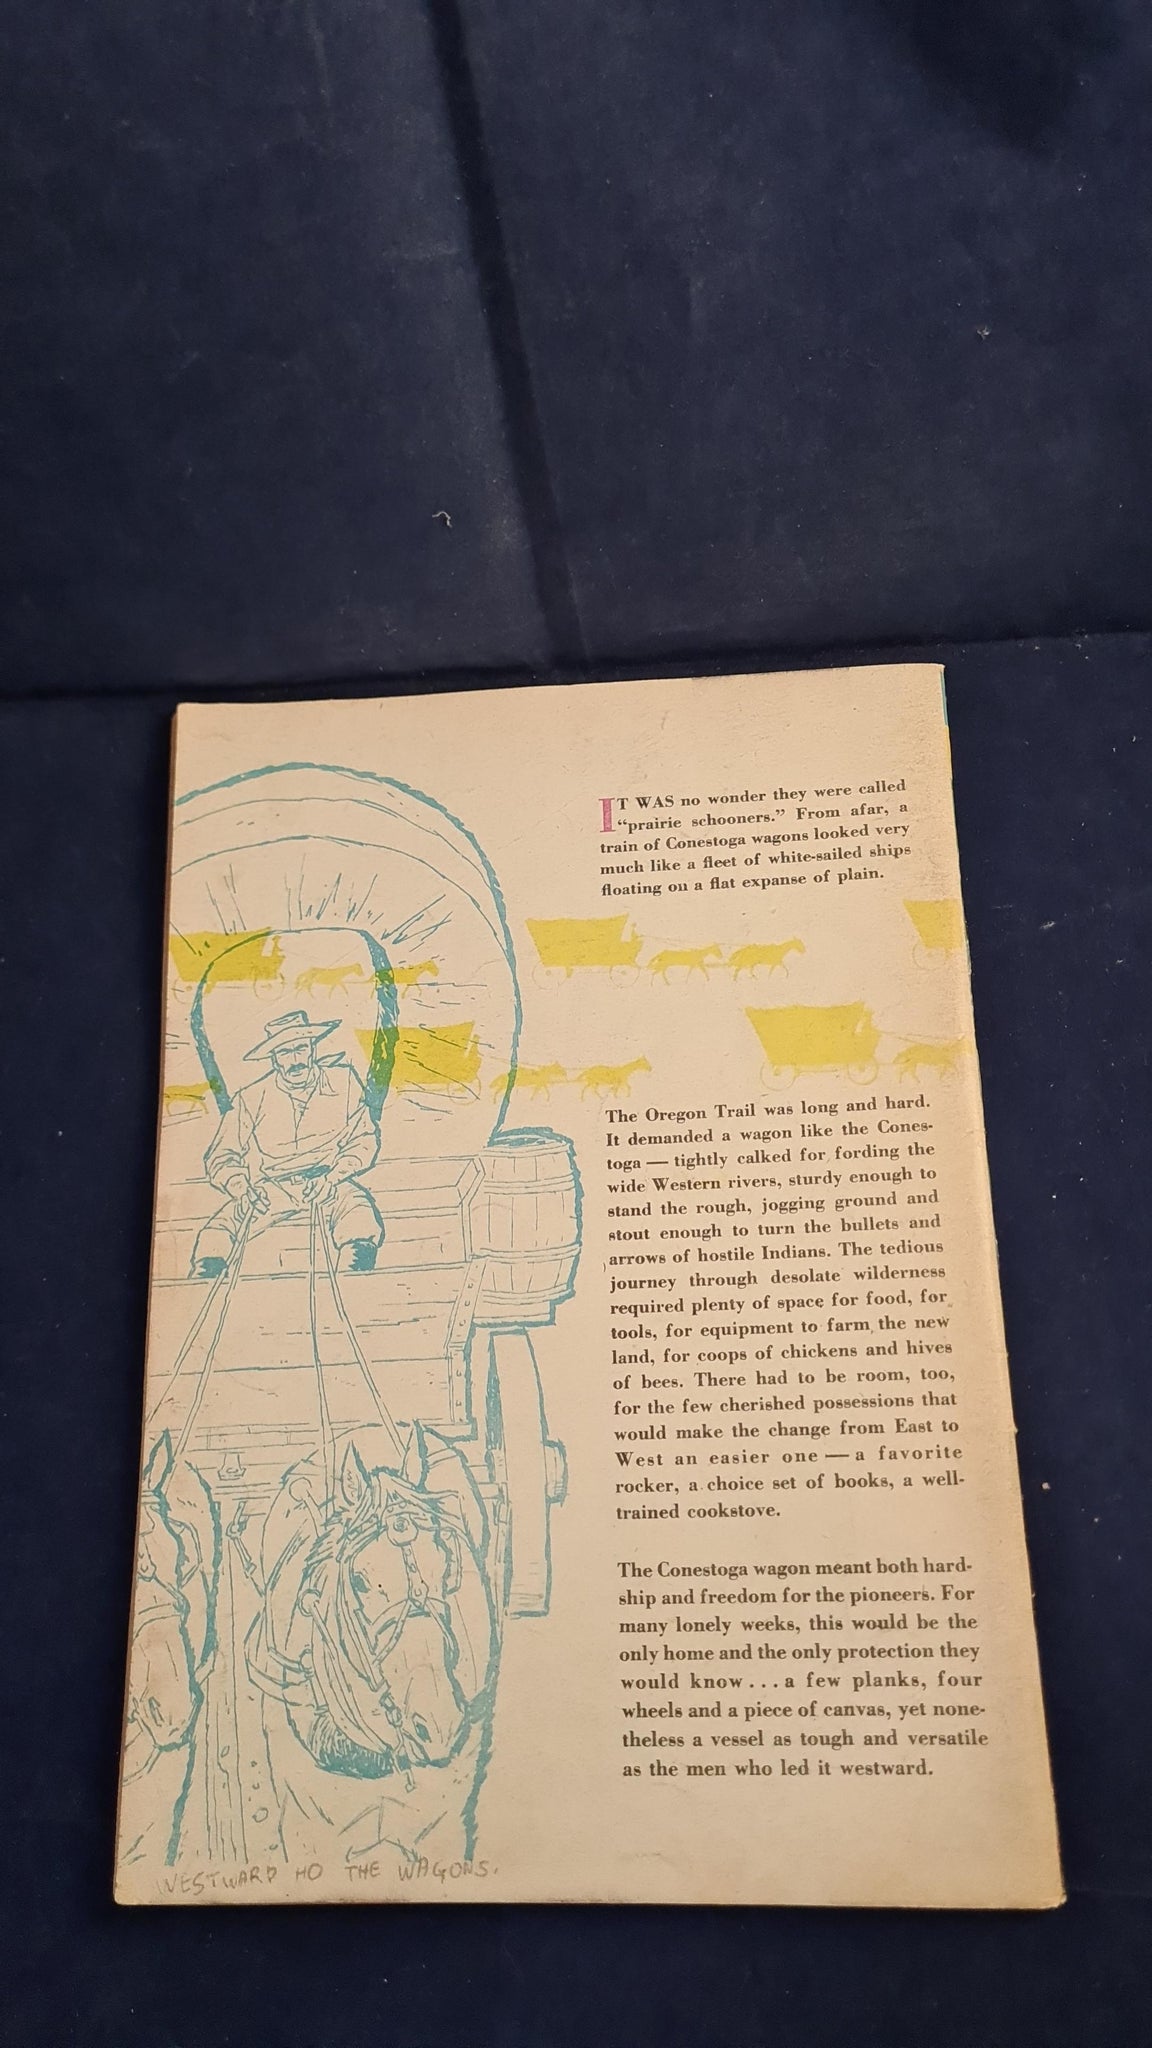 IT WAS no wonder they were called
“prairie schooners.” From afar, a
train of Conestoga wagons looked very
much like a fleet of white-sailed ships
floating on a flat expanse of plain.
The Oregon Trail was long and hard.
It demanded a wagon like the Cones-
toga — tightly calked for fording the
wide Western rivers, sturdy enough to
stand the rough, jogging ground and
stout enough to turn the bullets and
arrows of hostile Indians. The tedious
journey through desolate wilderness
required plenty of space for food, for
tools, for equipment to farm the new
land, for coops of chickens and hives
of bees. There had to be room, too,
for the few cherished possessions that
would make the change from East to
West an easier one — a favorite
rocker, a choice set of books, a well-
trained cookstove.
The Conestoga wagon meant both hard-
ship and freedom for the pioneers. For
many lonely weeks, this would be the
only home and the only protection they
would know . . . a few planks, four
wheels and a piece of canvas, yet none-
theless a vessel as tough and versatile
as the men who led it westward.
WESTWARD HO THE WAGONS.